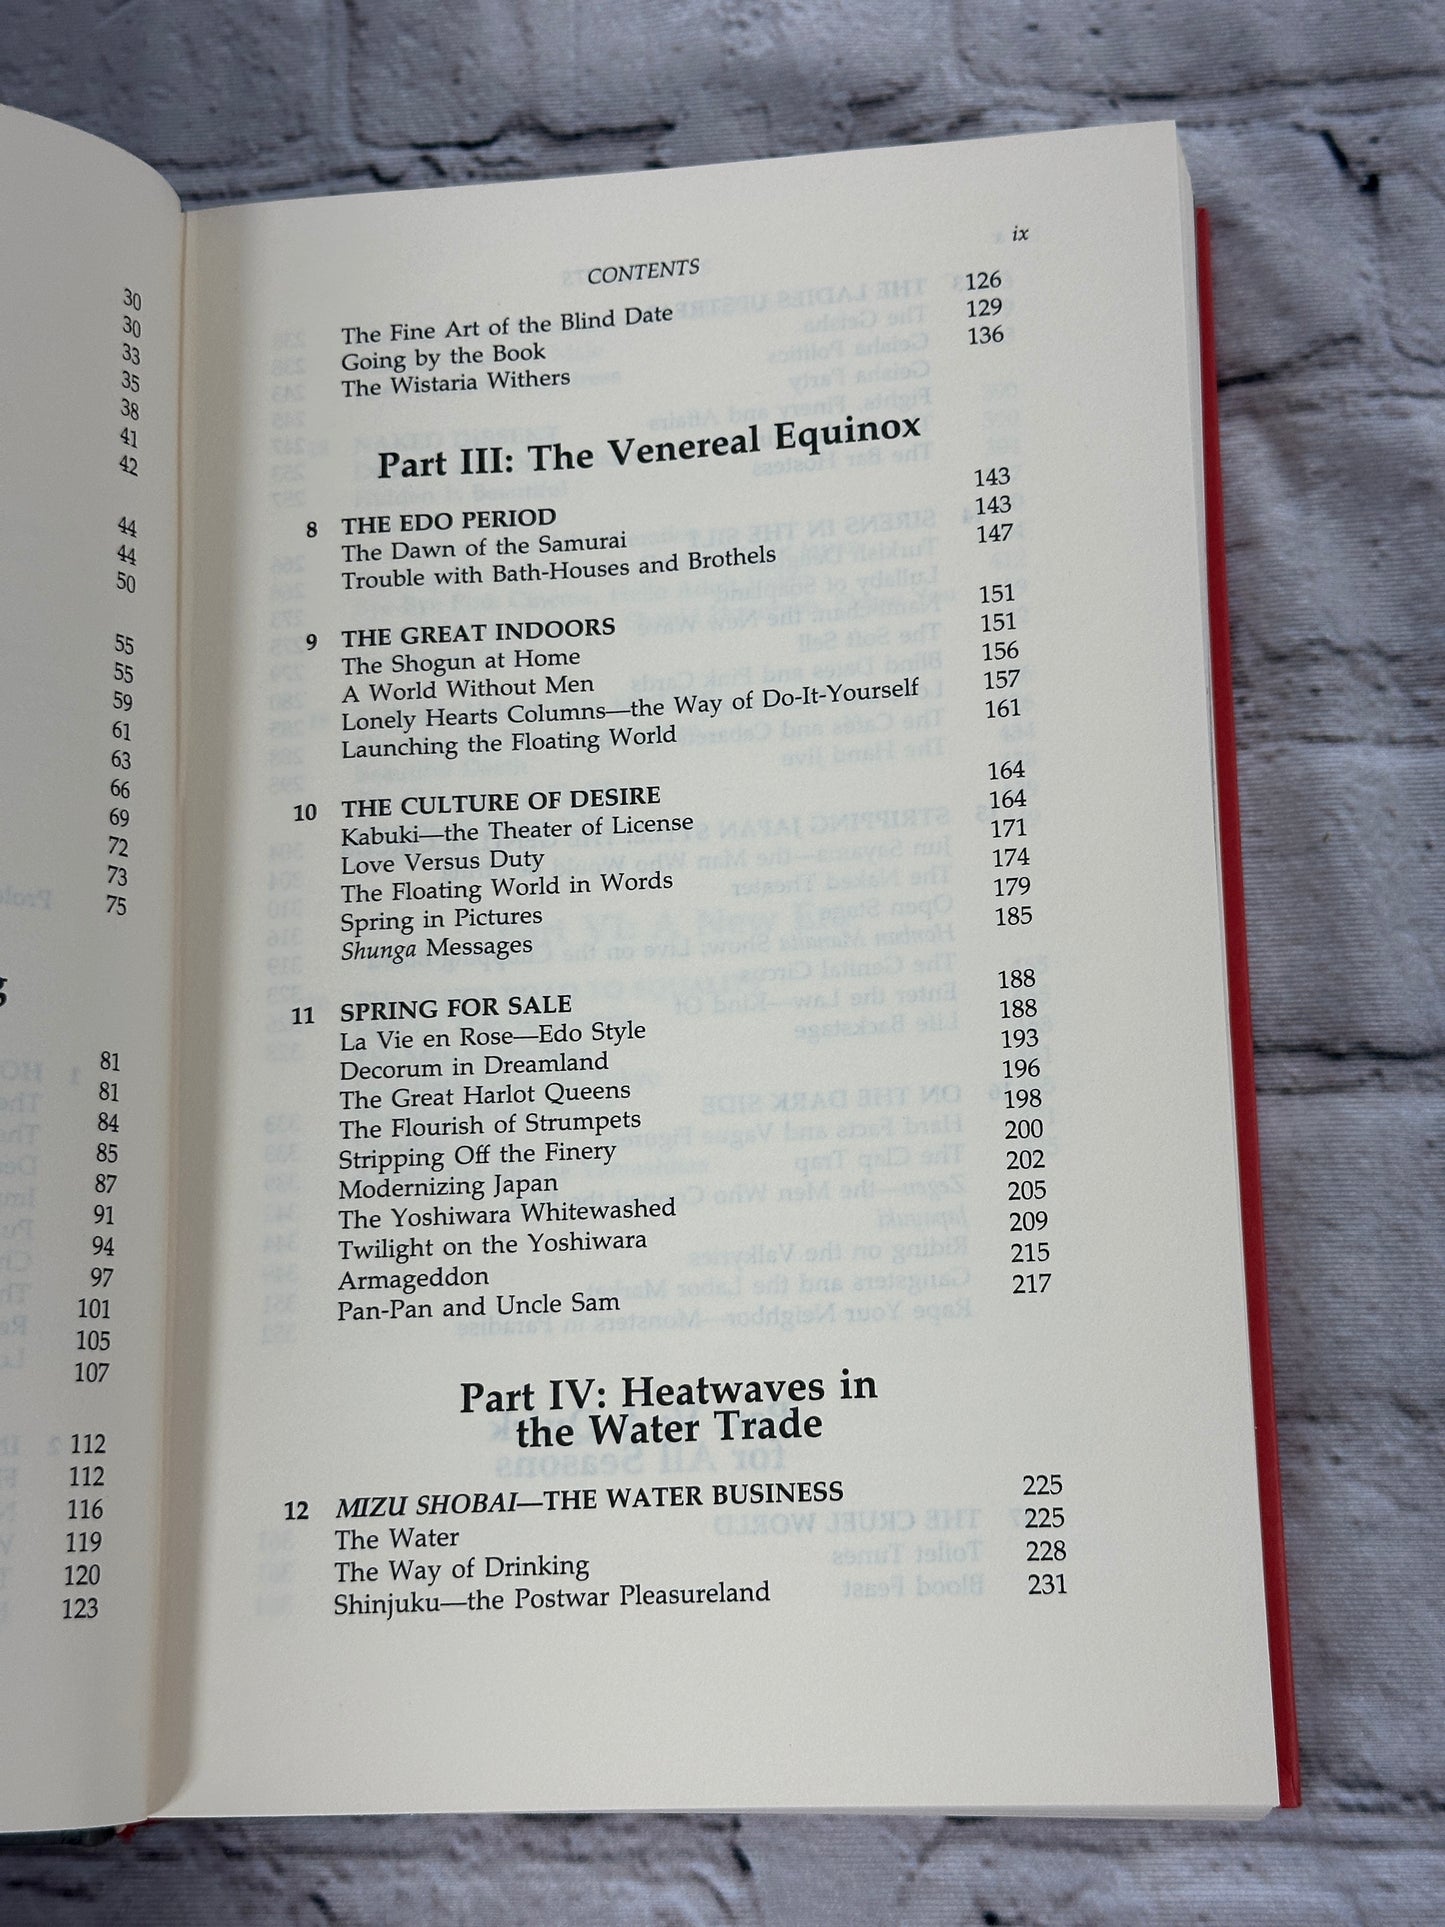 30
30
33
35
38
41
42
44
44
50
55
55
59
61
63
66
69
72
73
75
81
81
84
85
87
91
94
97
101
105
107
112
112
116
119
120
123
ix
CONTENTS
The Fine Art of the Blind Date 126
Going by the Book 129
The Wistaria Withers 136
Part III: The Venereal Equinox
8 THE EDO PERIOD 143
The Dawn of the Samurai 143
Trouble with Bath-Houses and Brothels 147
9 THE GREAT INDOORS 151
The Shogun at Home 151
A World Without Men 156
Lonely Hearts Columns—the Way of Do-It-Yourself 157
Launching the Floating World 161
10 THE CULTURE OF DESIRE 164
Kabuki—the Theater of License 164
Love Versus Duty 171
The Floating World in Words 174
Spring in Pictures 179
Shunga Messages 185
11 SPRING FOR SALE 188
La Vie en Rose—Edo Style 188
Decorum in Dreamland 193
The Great Harlot Queens 196
The Flourish of Strumpets 198
Stripping Off the Finery 200
Modernizing Japan 202
The Yoshiwara Whitewashed 205
Twilight on the Yoshiwara 209
Armageddon 215
Pan-Pan and Uncle Sam 217
Part IV: Heatwaves in
the Water Trade
12 MIZU SHOBAI—THE WATER BUSINESS 225
The Water 225
The Way of Drinking 228
Shinjuku—the Postwar Pleasureland 231